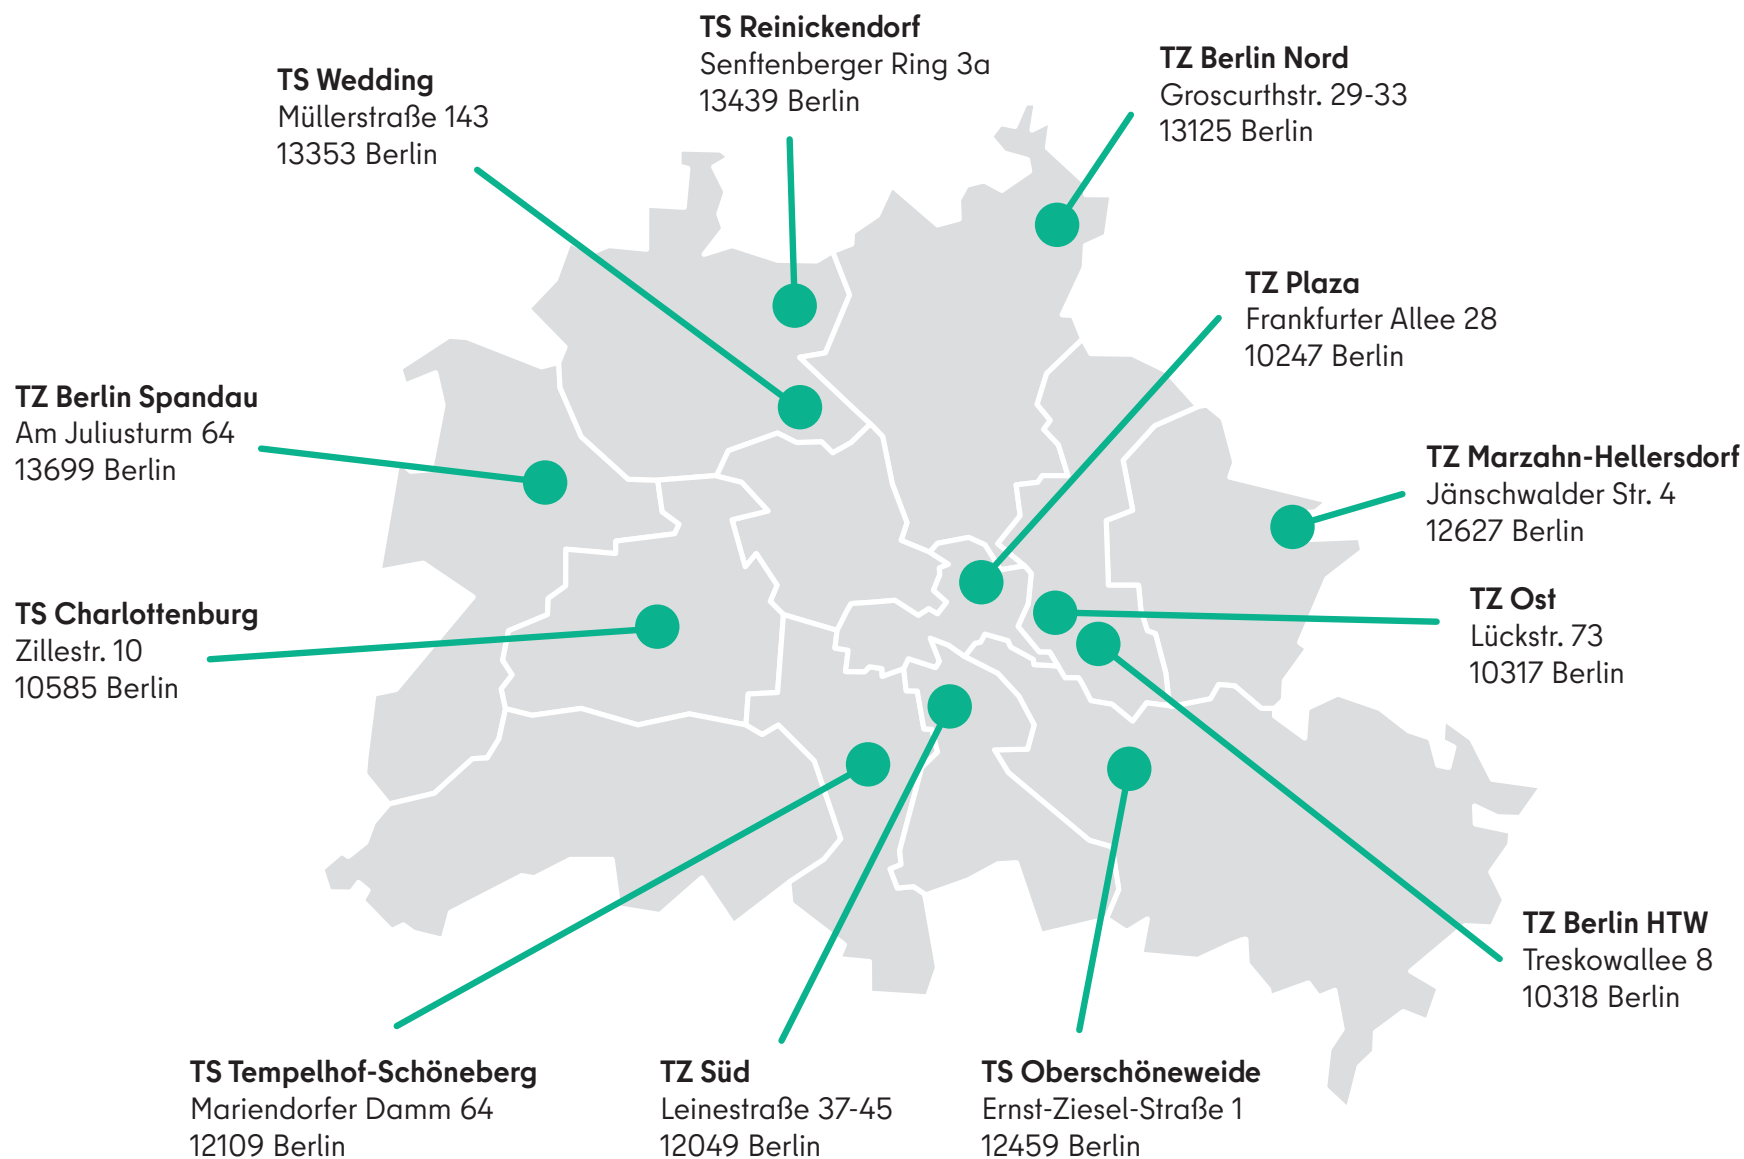 TS Reinickendorf
Senftenberger Ring 3a
13439 Berlin
TZ Berlin Nord
Groscurthstr. 29-33
13125 Berlin
TS Wedding
Müllerstraße 143
13353 Berlin
TZ Plaza
Frankfurter Allee 28
10247 Berlin
TZ Berlin Spandau
Am Juliusturm 64
13699 Berlin
TZ Marzahn-Hellersdorf
Jänschwalder Str. 4
12627 Berlin
TS Charlottenburg
Zillestr. 10
10585 Berlin
TZ Ost
Lückstr. 73
10317 Berlin
TZ Berlin HTW
Treskowallee 8
10318 Berlin
TS Tempelhof-Schöneberg
Mariendorfer Damm 64
12109 Berlin
TZ Süd
Leinestraße 37-45
12049 Berlin
TS Oberschöneweide
Ernst-Ziesel-Straße 1
12459 Berlin